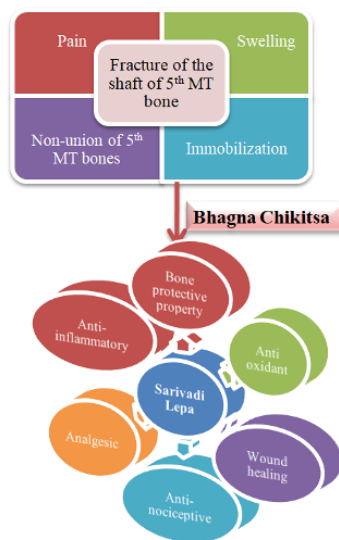 Pain
Swelling
Fracture of the
shaft of 5th MT
bone
Non-union of 5th
MT bones
Immobilization
Bhagna Chikitsa
Bone
protective
property
Anti-
inflammatory
Anti
oxidant
Sarivadi
Lepa
Analgesic
Wound
healing
Anti-
nociceptive